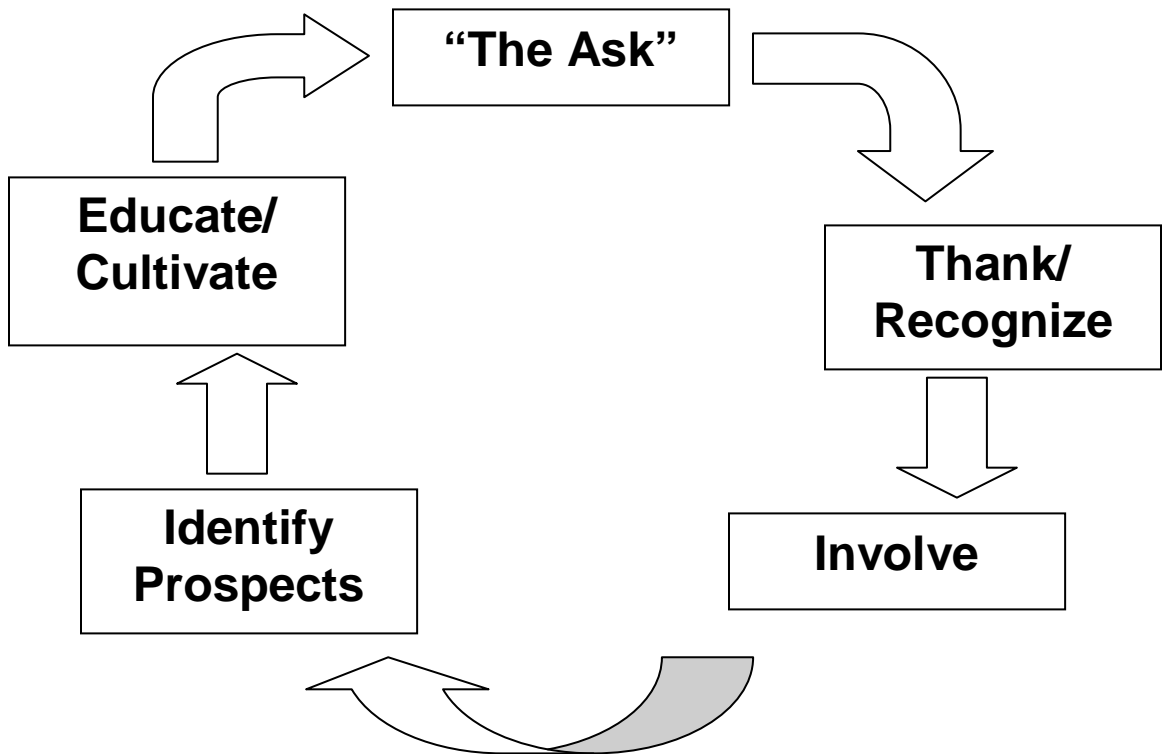 “The Ask”
Educate/
Cultivate
Thank/
Recognize
Identify
Prospects
Involve